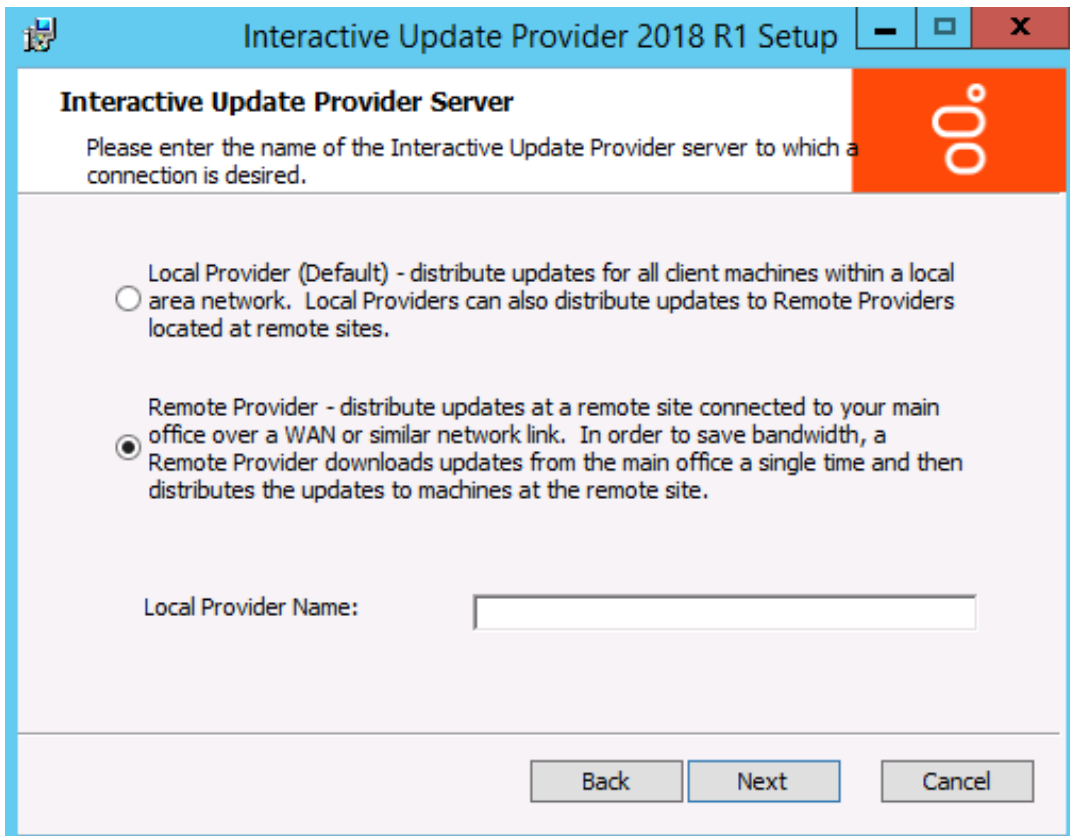 Interactive Update Provider 2018 R1 Setup
Interactive Update Provider Server
Please enter the name of the Interactive Update Provider server to which a
connection is desired.
Local Provider (Default) - distribute updates for all client machines within a local
area network. Local Providers can also distribute updates to Remote Providers
located at remote sites.
Remote Provider - distribute updates at a remote site connected to your main
office over a WAN or similar network link. In order to save bandwidth, a
Remote Provider downloads updates from the main office a single time and then
distributes the updates to machines at the remote site.
Local Provider Name:
Back Next Cancel